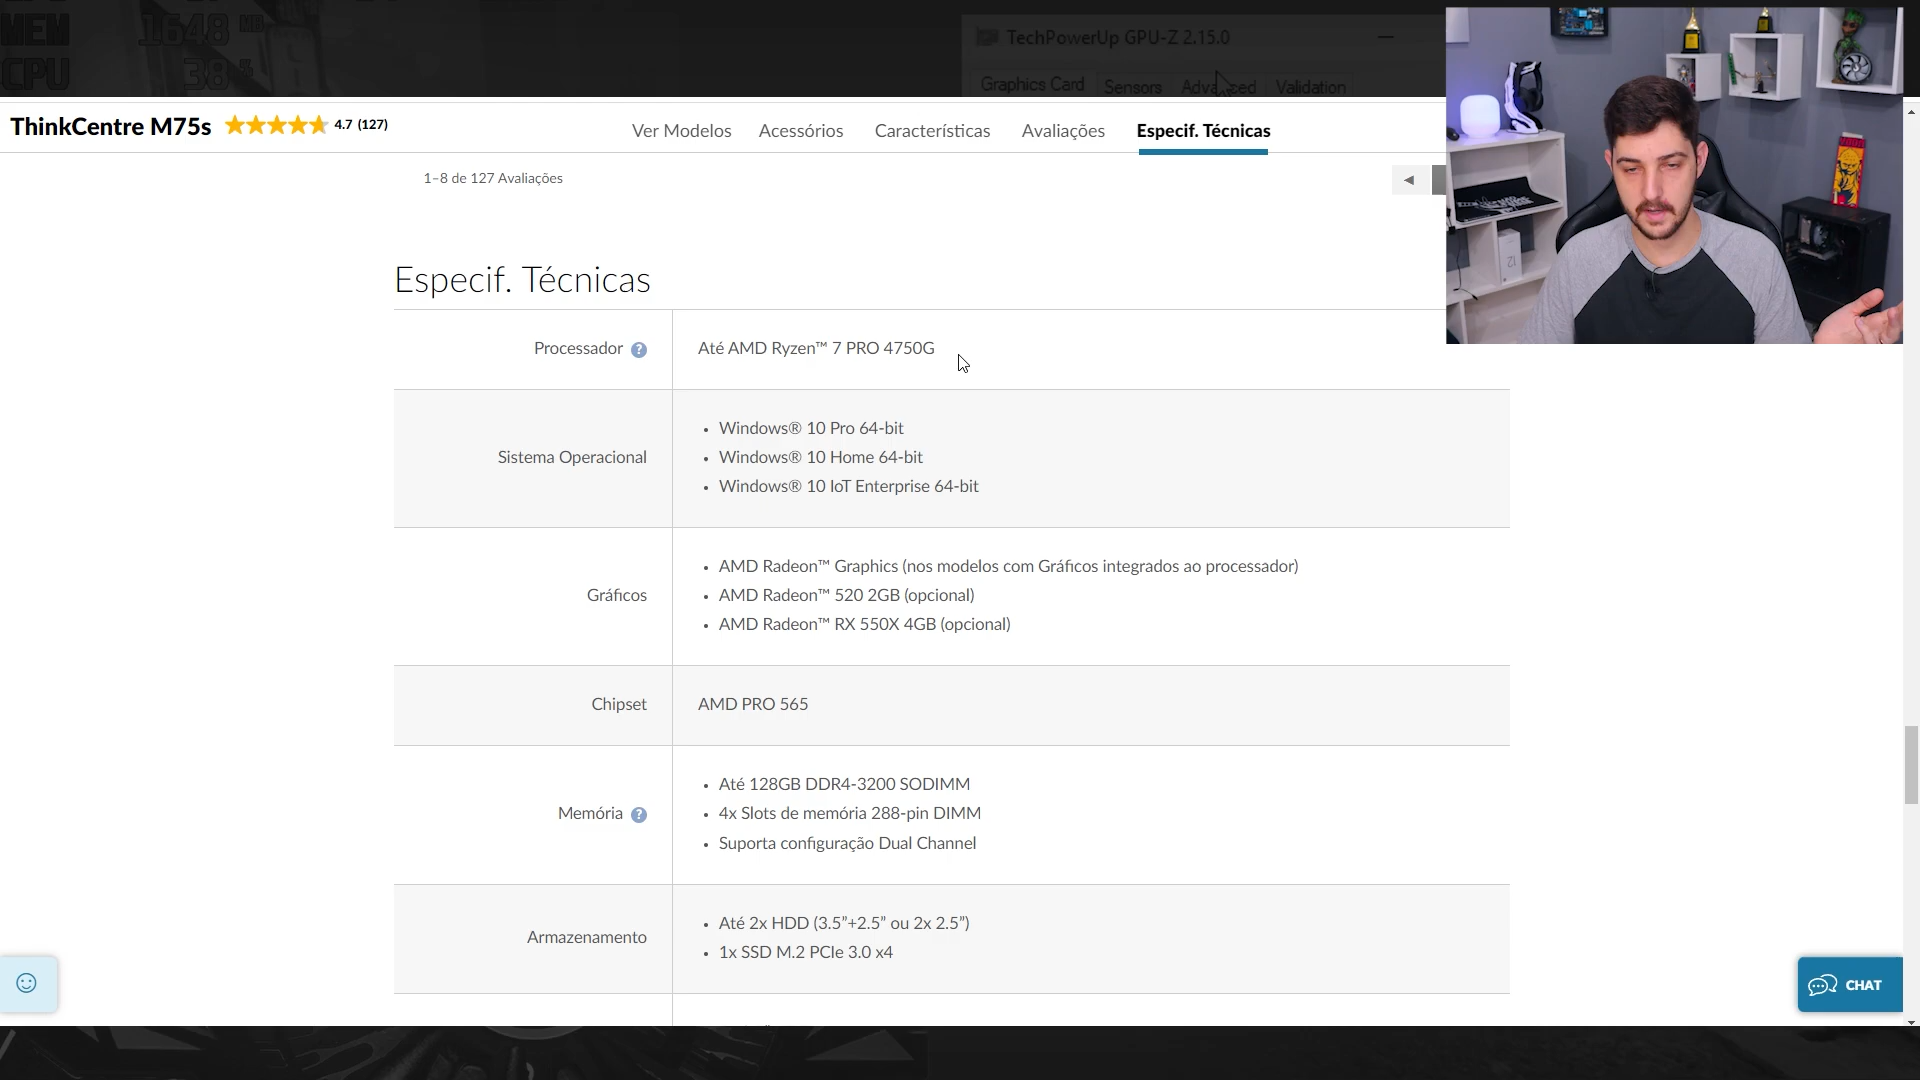 MEM 1648 MB
CPU 38 %
TechPowerUp GPU-Z 2.15.0
Graphics Card Sensors Advanced Validation
ThinkCentre M75s 4.7 (127)
Ver Modelos Acessórios Características Avaliações Especif. Técnicas
1–8 de 127 Avaliações
◄
Especif. Técnicas
Processador ? Até AMD Ryzen™ 7 PRO 4750G
Sistema Operacional
• Windows® 10 Pro 64-bit
• Windows® 10 Home 64-bit
• Windows® 10 IoT Enterprise 64-bit
Gráficos
• AMD Radeon™ Graphics (nos modelos com Gráficos integrados ao processador)
• AMD Radeon™ 520 2GB (opcional)
• AMD Radeon™ RX 550X 4GB (opcional)
Chipset AMD PRO 565
Memória ?
• Até 128GB DDR4-3200 SODIMM
• 4x Slots de memória 288-pin DIMM
• Suporta configuração Dual Channel
Armazenamento
• Até 2x HDD (3.5”+2.5” ou 2x 2.5”)
• 1x SSD M.2 PCIe 3.0 x4
CHAT